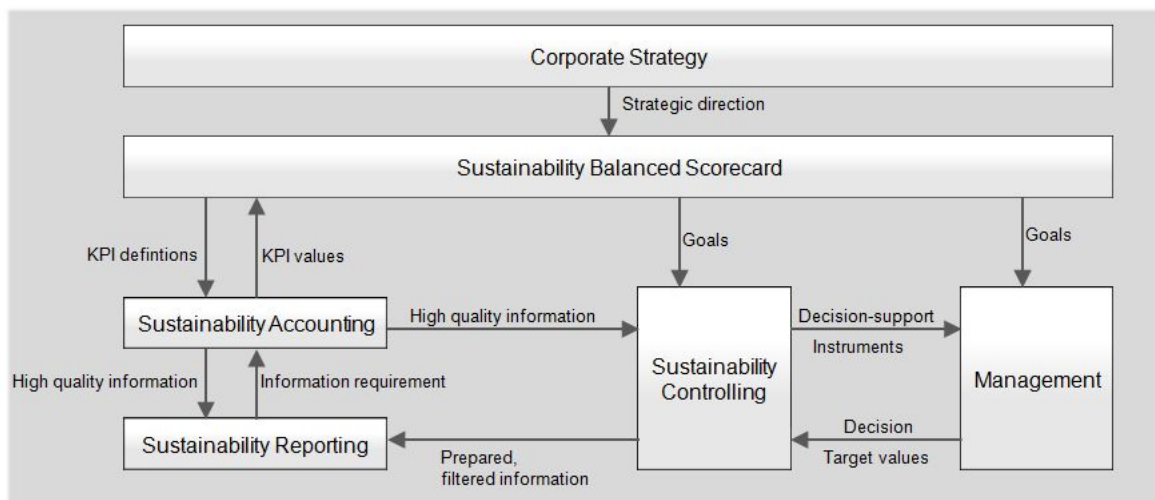 Corporate Strategy
Strategic direction
Sustainability Balanced Scorecard
KPI defintions
KPI values
Goals
Goals
Sustainability Accounting
High quality information
Decision-support
Instruments
Sustainability
Controlling
Management
High quality information
Information requirement
Sustainability Reporting
Prepared,
filtered information
Decision
Target values